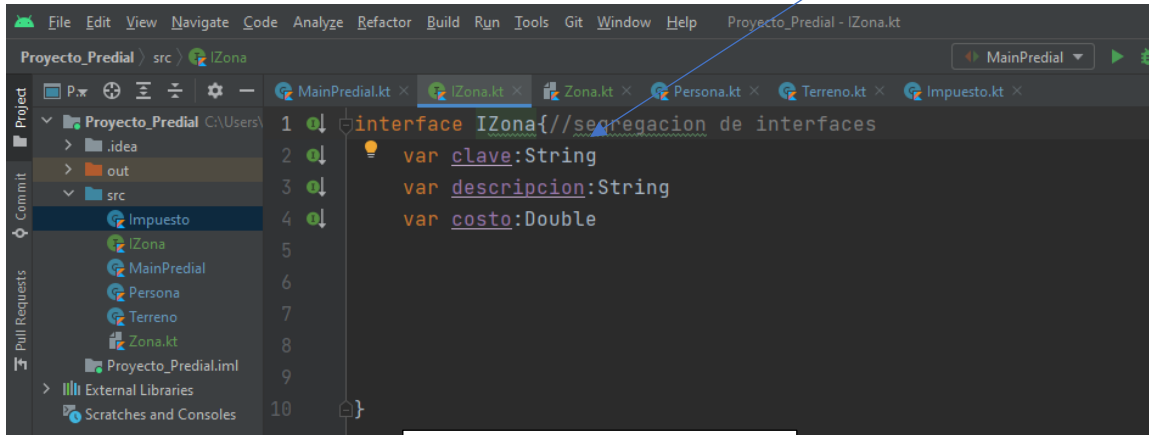 File Edit View Navigate Code Analyze Refactor Build Run Tools Git Window Help Proyecto_Predial - IZona.kt
Proyecto_Predial src IZona MainPredial
Project P.. MainPredial.kt IZona.kt Zona.kt Persona.kt Terreno.kt Impuesto.kt
Proyecto_Predial C:\Users\
.idea
out
src
Impuesto
IZona
MainPredial
Persona
Terreno
Zona.kt
Proyecto_Predial.iml
External Libraries
Scratches and Consoles
Commit
Pull Requests
1 interface IZona{//segregacion de interfaces
2 var clave:String
3 var descripcion:String
4 var costo:Double
5
6
7
8
9
10 }